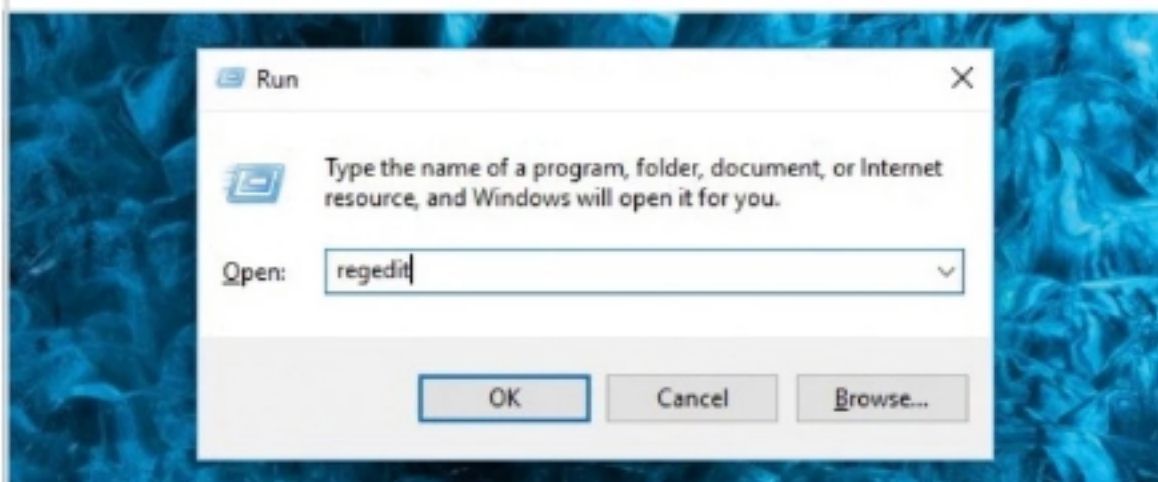 Run
Type the name of a program, folder, document, or Internet
resource, and Windows will open it for you.
Open: regedit
OK Cancel Browse...